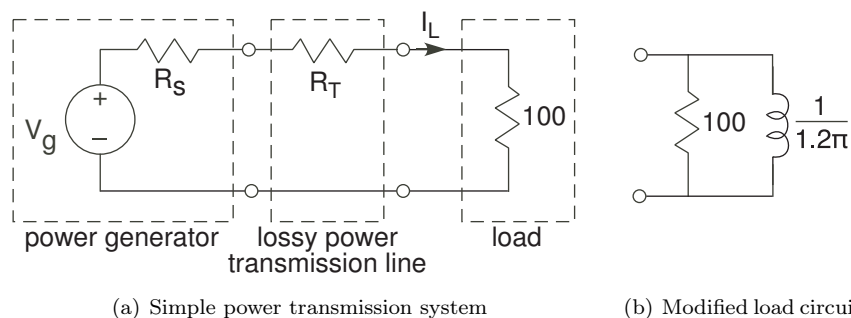 I_L
R_S
R_T
+
V_g
−
100
100
1
1.2π
power generator
lossy power
transmission line
load
(a) Simple power transmission system
(b) Modified load circui